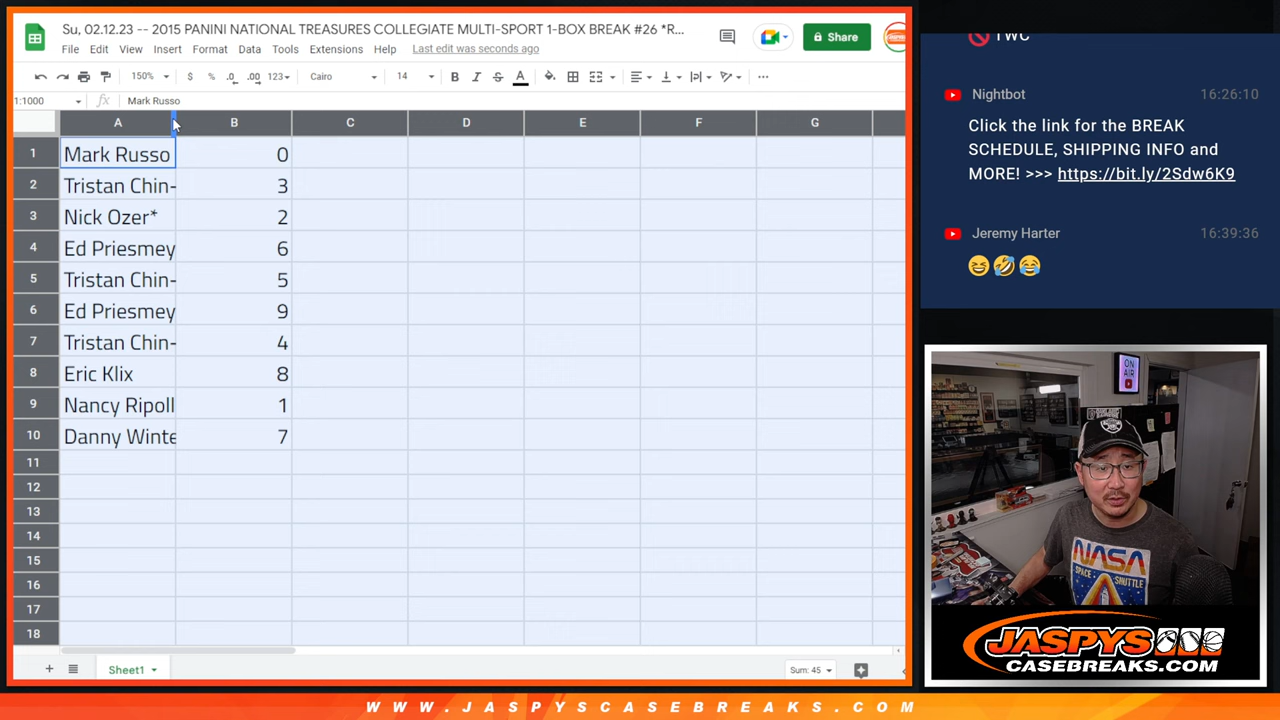 Su, 02.12.23 -- 2015 PANINI NATIONAL TREASURES COLLEGIATE MULTI-SPORT 1-BOX BREAK #26 *R...
File Edit View Insert Format Data Tools Extensions Help Last edit was seconds ago
Share
150% $ % .0 .00 123 Cairo 14 B I S A
1:1000 fx Mark Russo
A B C D E F G
1 Mark Russo 0
2 Tristan Chin- 3
3 Nick Ozer* 2
4 Ed Priesmey 6
5 Tristan Chin- 5
6 Ed Priesmey 9
7 Tristan Chin- 4
8 Eric Klix 8
9 Nancy Ripoll 1
10 Danny Winte 7
11
12
13
14
15
16
17
18
Sheet1
Sum: 45
TWC
Nightbot 16:26:10
Click the link for the BREAK
SCHEDULE, SHIPPING INFO and
MORE! >>> https://bit.ly/2Sdw6K9
Jeremy Harter 16:39:36
ON
AIR
NASA
SPACE SHUTTLE
JASPYS
CASEBREAKS.COM
WWW.JASPYSCASEBREAKS.COM